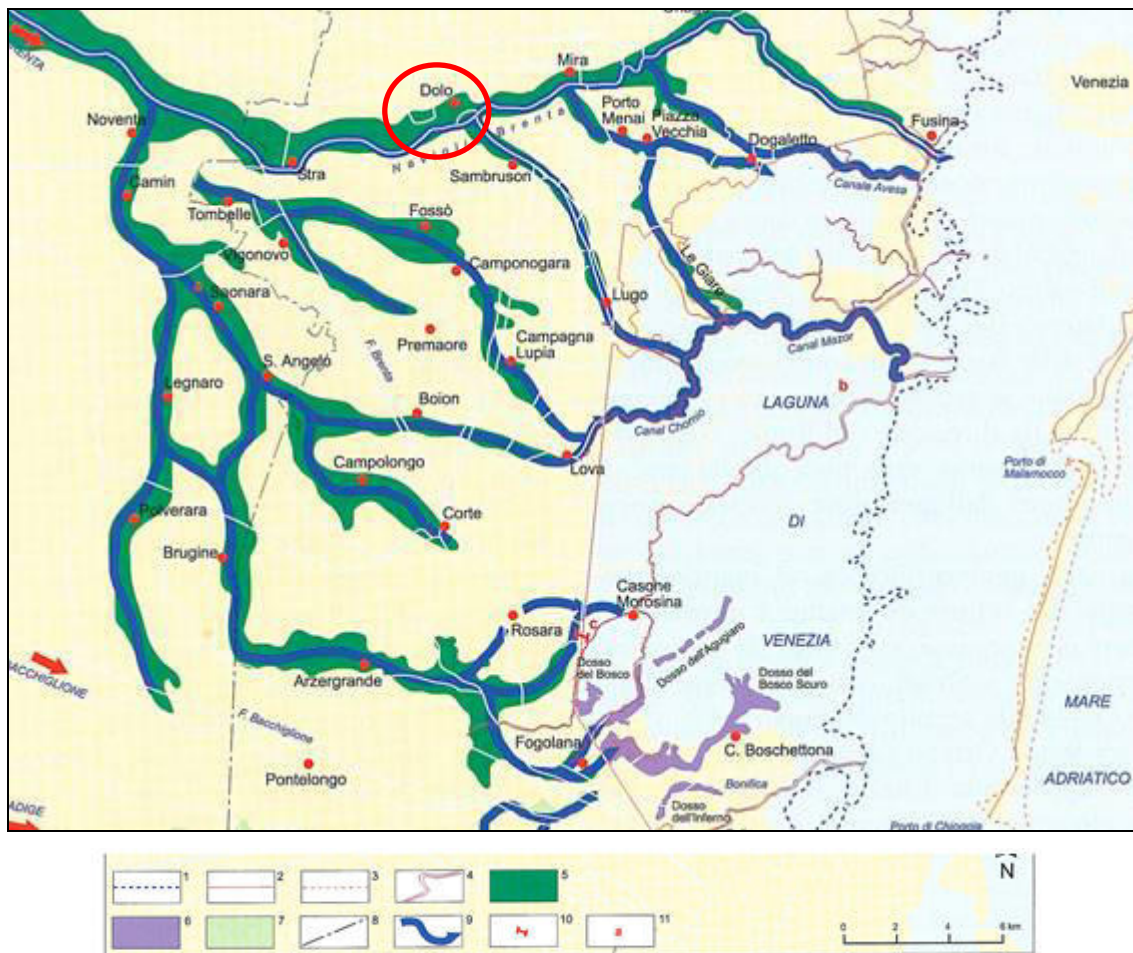 Mira
Dolo
Venezia
Noventa
Porto
Menai
Piazza
Vecchia
Fusina
Dogaletto
Stra
Sambruson
Camin
Canale Avesa
Tombelle
Fossò
Vigonovo
Camponogara
Le Giare
Saonara
Lugo
Premaore
F. Brenta
Campagna
Lupia
Canal Mazor
S. Angelo
Legnaro
Boion
b
LAGUNA
Canal Chornio
Lova
Porto di
Malamocco
Campolongo
Polverara
Corte
DI
Brugine
Casone
Morosina
c
Rosara
VENEZIA
Dosso
del Bosco
Dosso dell'Agugiaro
BACCHIGLIONE
Arzergrande
Dosso del
Bosco Scuro
MARE
F. Bacchiglione
Fogolana
C. Boschettona
Pontelongo
Bonifica
ADRIATICO
ADIGE
Dosso
dell'Inferno
Porto di Chioggia
1
2
3
4
5
N
6
7
8
9
10
a
11
0
2
4
6 km